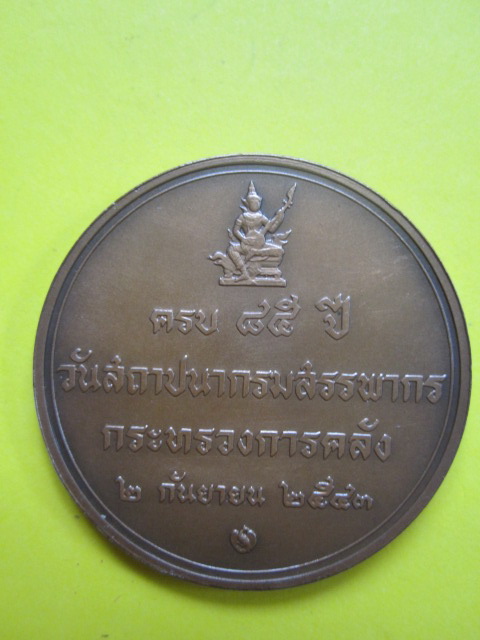 ครบ ๘๕ ปี
วันสถาปนากรมสรรพากร
กระทรวงการคลัง
๒ กันยายน ๒๕๔๓